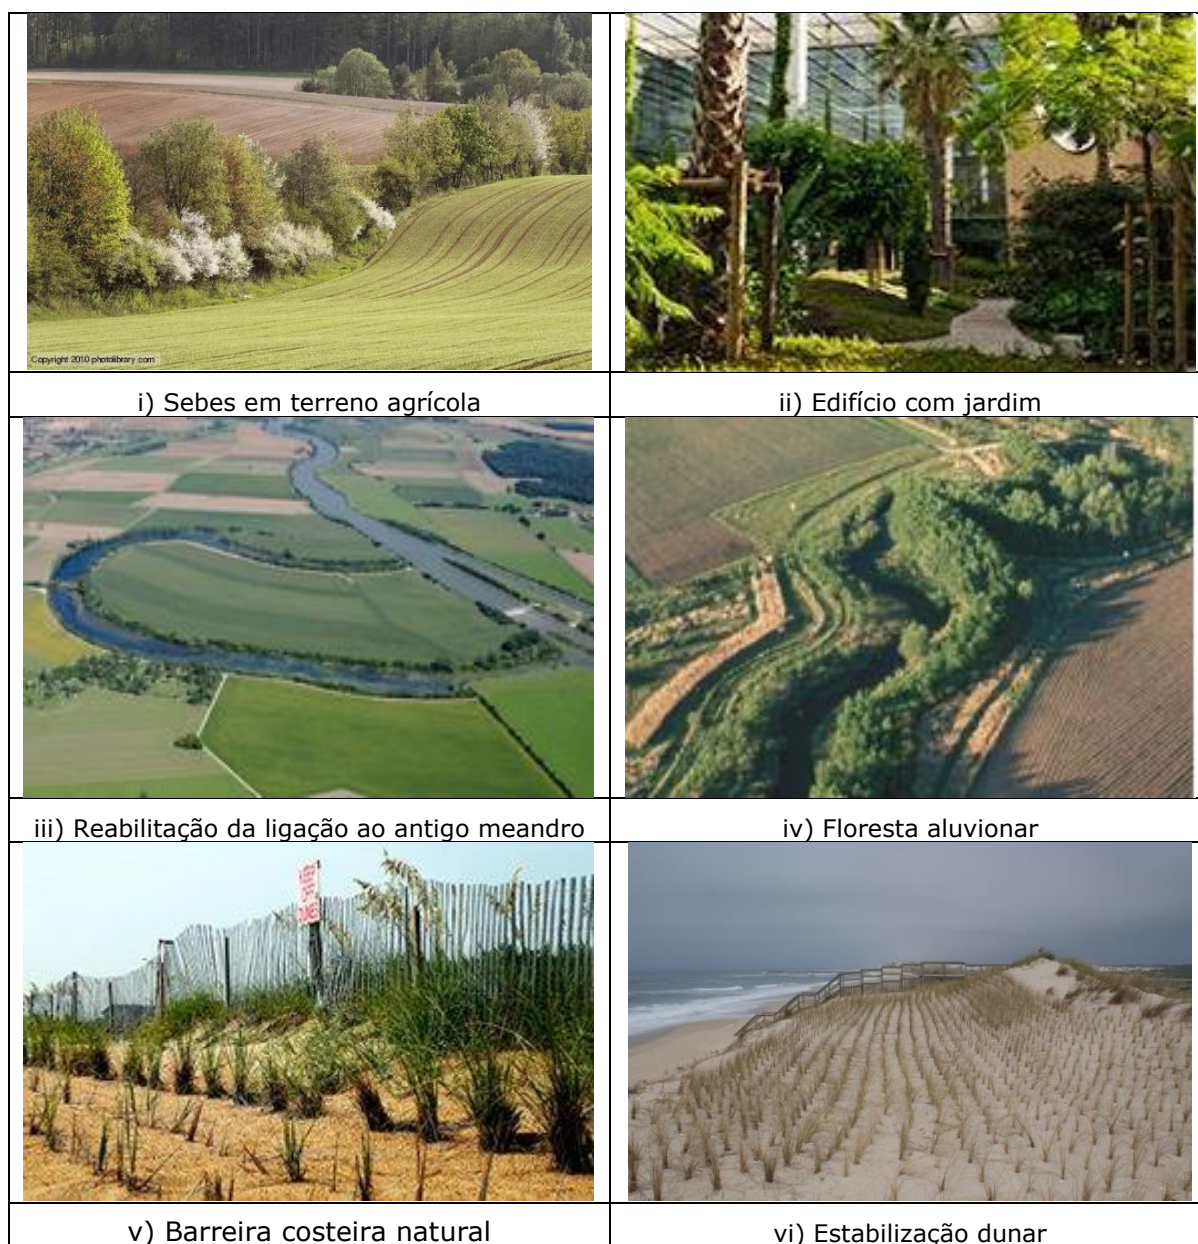 Copyright 2010 photolibrary.com
i) Sebes em terreno agrícola
ii) Edifício com jardim
iii) Reabilitação da ligação ao antigo meandro
iv) Floresta aluvionar
v) Barreira costeira natural
vi) Estabilização dunar